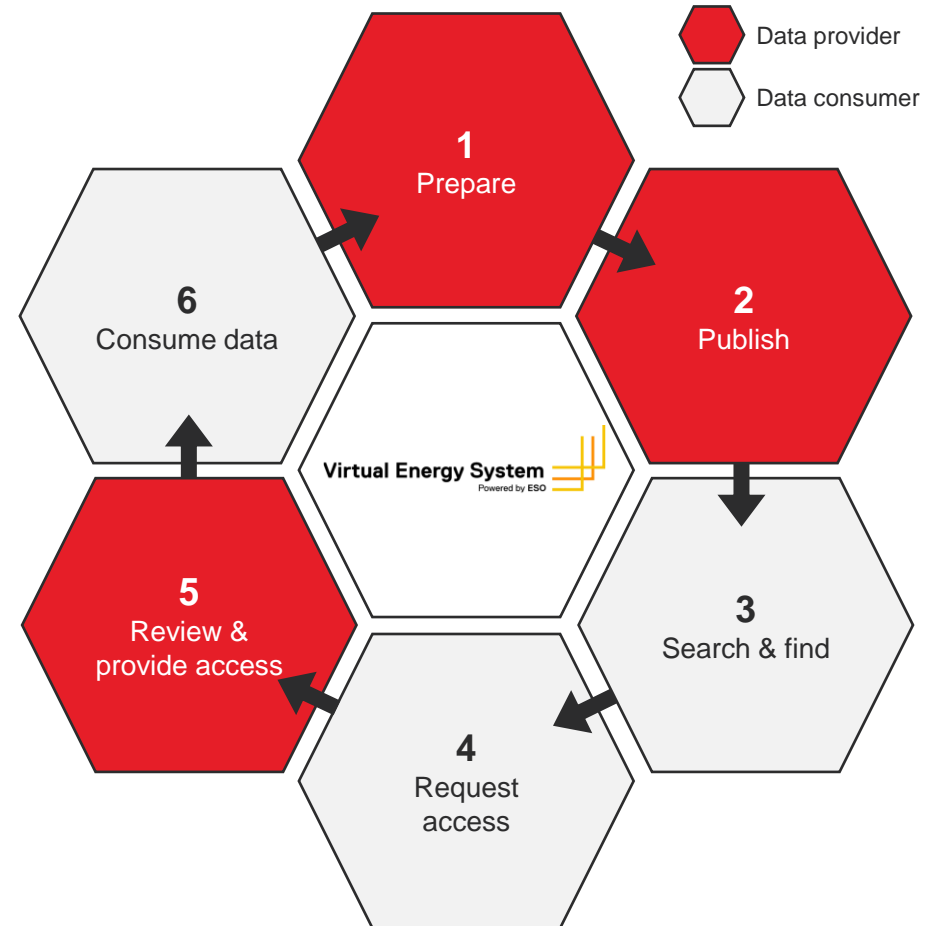 Data provider
Data consumer
1
Prepare
2
Publish
6
Consume data
Virtual Energy System
Powered by ESO
3
Search & find
5
Review &
provide access
4
Request
access